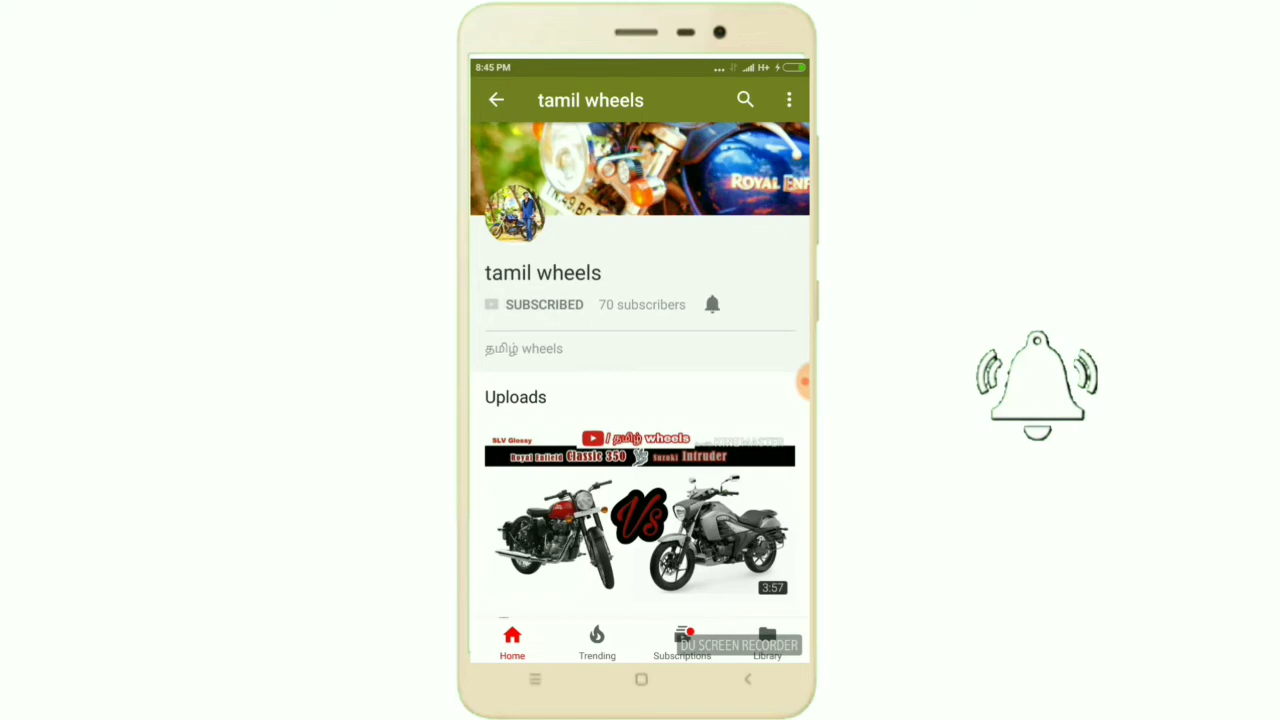 8:45 PM
H+
tamil wheels
ROYAL ENF
tamil wheels
SUBSCRIBED 70 subscribers
தமிழ் wheels
Uploads
SLV Glossy
/ தமிழ் wheels
KINEMASTER
Royal Enfield Classic 350 Suzuki Intruder
Vs
3:57
DU SCREEN RECORDER
Home Trending Subscriptions Library